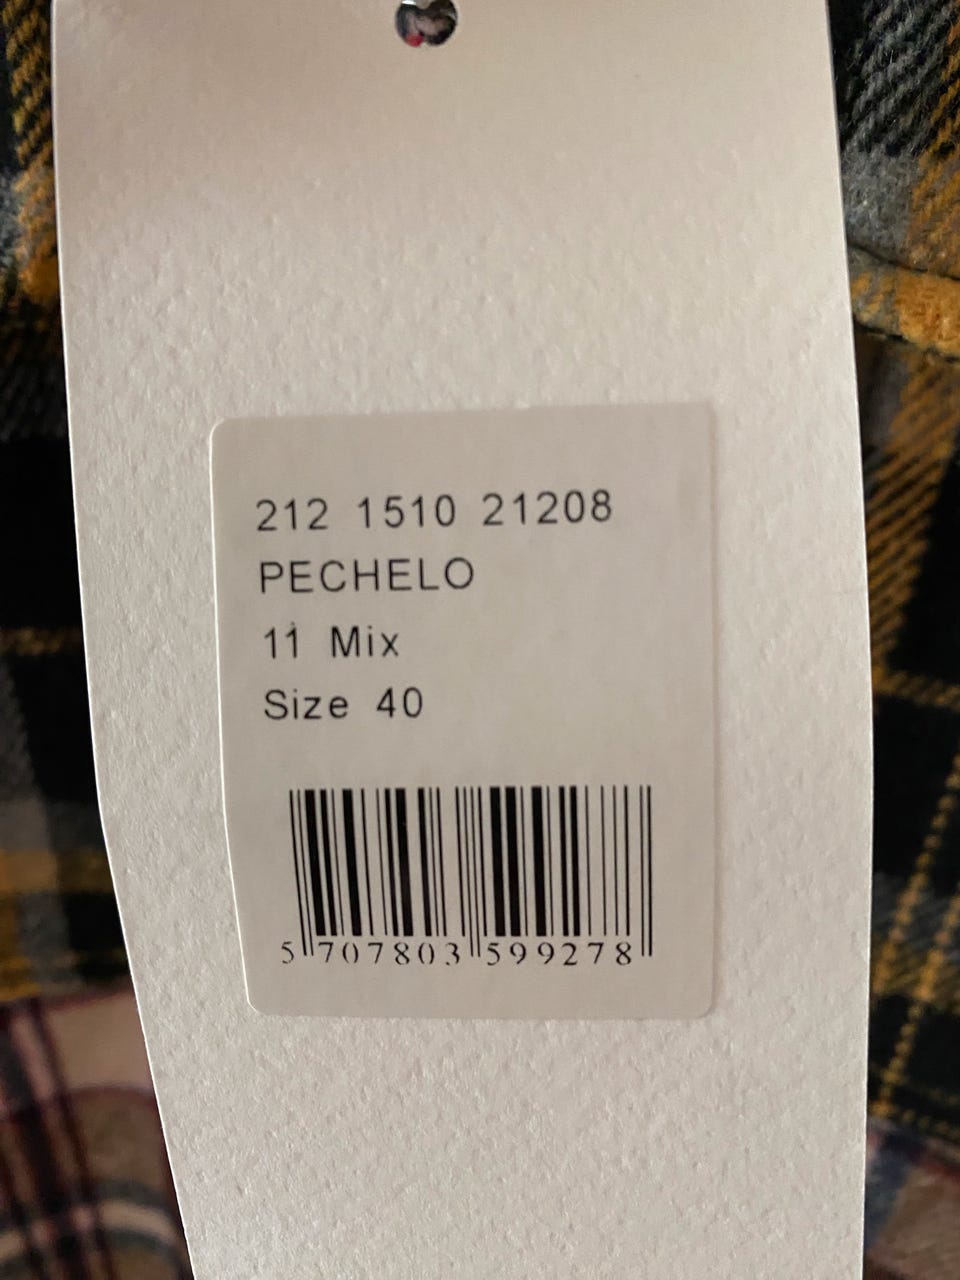 212 1510 21208
PECHELO
11 Mix
Size 40
5 707803 599278